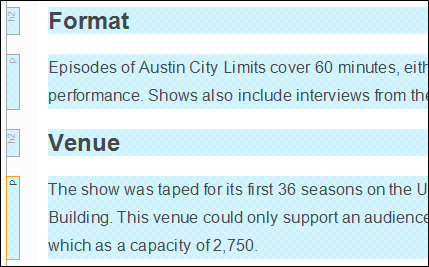 h2
Format
p
Episodes of Austin City Limits cover 60 minutes,
performance. Shows also include interviews from
h2
Venue
p
The show was taped for its first 36 seasons on the
Building. This venue could only support an audience
which as a capacity of 2,750.